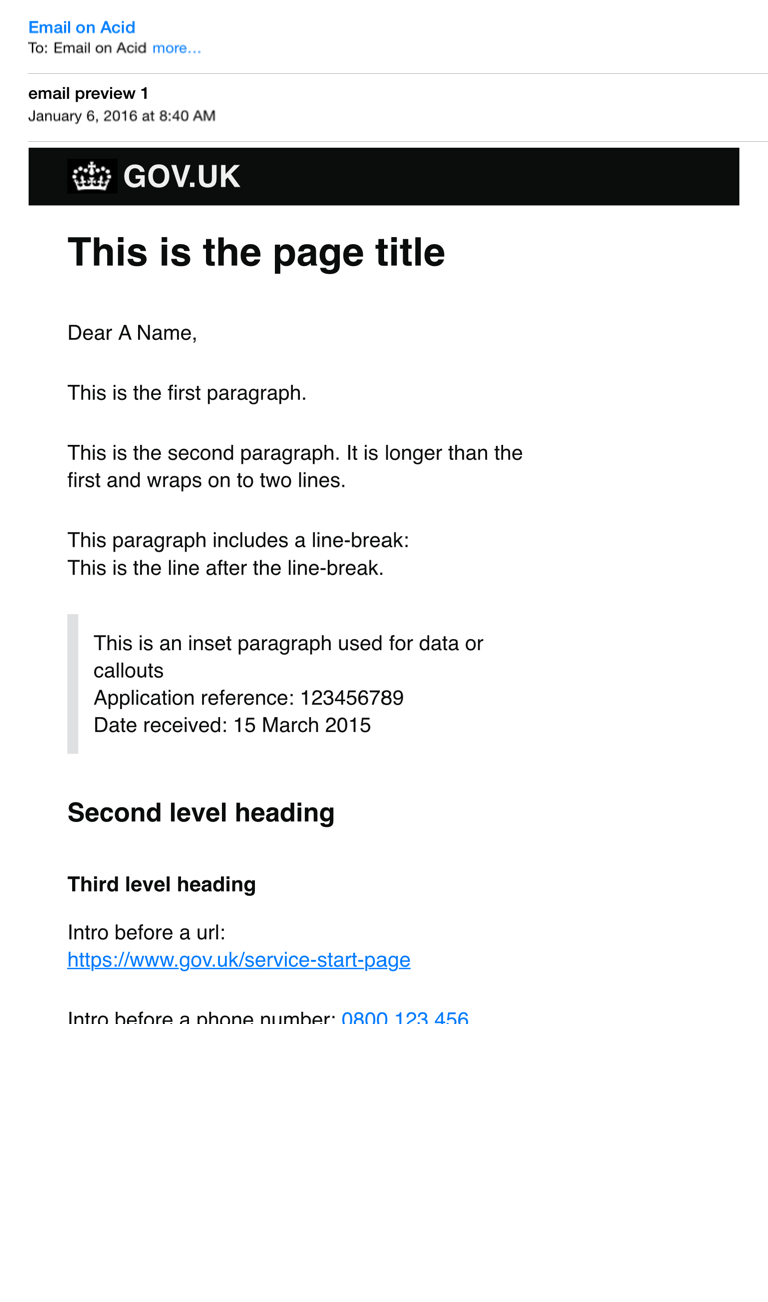 Email on Acid
To: Email on Acid more...
email preview 1
January 6, 2016 at 8:40 AM
GOV.UK
This is the page title
Dear A Name,
This is the first paragraph.
This is the second paragraph. It is longer than the
first and wraps on to two lines.
This paragraph includes a line-break:
This is the line after the line-break.
This is an inset paragraph used for data or
callouts
Application reference: 123456789
Date received: 15 March 2015
Second level heading
Third level heading
Intro before a url:
https://www.gov.uk/service-start-page
Intro before a phone number: 0800 123 456